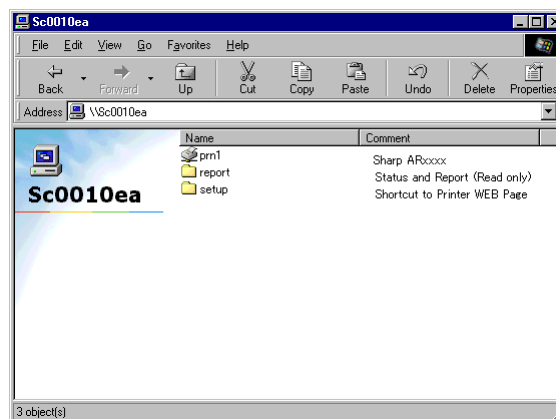 Sc0010ea
File Edit View Go Favorites Help
Back Forward Up Cut Copy Paste Undo Delete Properties
Address \\Sc0010ea
Name Comment
prn1 Sharp ARxxxx
report Status and Report (Read only)
setup Shortcut to Printer WEB Page
Sc0010ea
3 object(s)